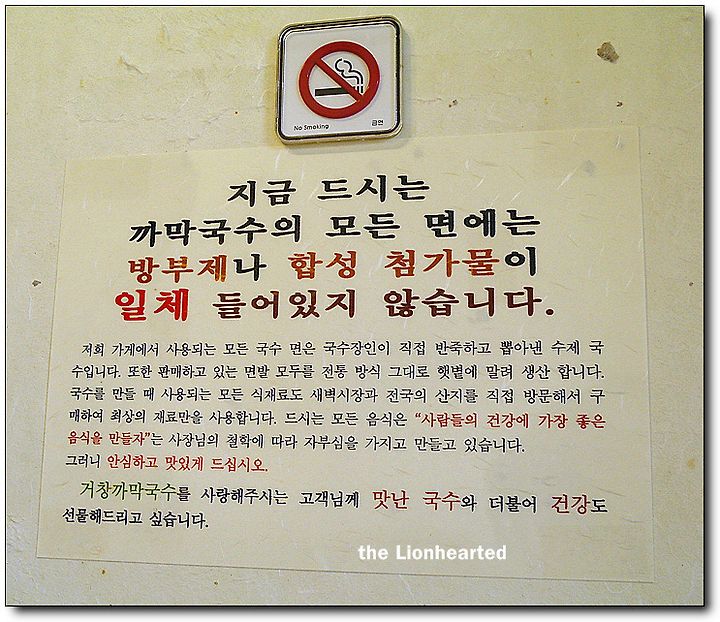 No Smoking 금연
지금 드시는
까막국수의 모든 면에는
방부제나 합성 첨가물이
일체 들어있지 않습니다.
저희 가게에서 사용되는 모든 국수 면은 국수장인이 직접 반죽하고 뽑아낸 수제 국
수입니다. 또한 판매하고 있는 면발 모두를 전통 방식 그대로 햇볕에 말려 생산 합니다.
국수를 만들 때 사용되는 모든 식재료도 새벽시장과 전국의 산지를 직접 방문해서 구
매하여 최상의 재료만을 사용합니다. 드시는 모든 음식은 “사람들의 건강에 가장 좋은
음식을 만들자”는 사장님의 철학에 따라 자부심을 가지고 만들고 있습니다.
그러니 안심하고 맛있게 드십시오.
거창까막국수를 사랑해주시는 고객님께 맛난 국수와 더불어 건강도
선물해드리고 싶습니다.
the Lionhearted